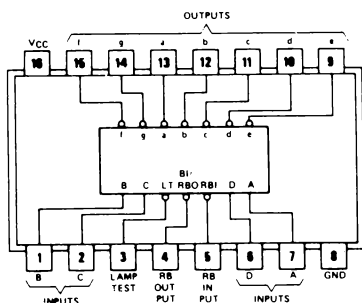 OUTPUTS
VCC f g a b c d e
16 15 14 13 12 11 10 9
f g a b c d e
BI/
B C LT RBO RBI D A
1 2 3 4 5 6 7 8
B C LAMP RB RB D A GND
INPUTS TEST OUT IN INPUTS
PUT PUT